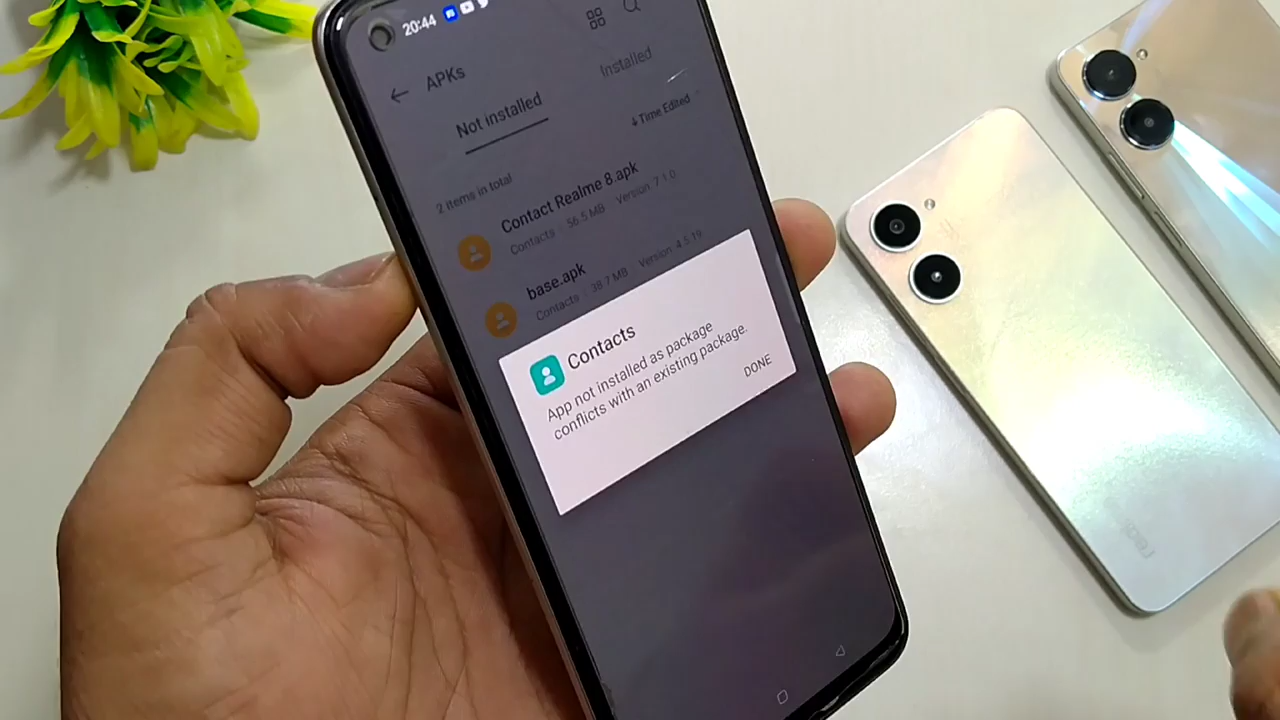 20:44
APKs
Not installed
Installed
↓Time Edited
2 items in total
Contact Realme 8.apk
Contacts 56.5 MB Version 7.1.0
base.apk
Contacts 38.7 MB Version 4.5.19
Contacts
App not installed as package
conflicts with an existing package.
DONE
realme